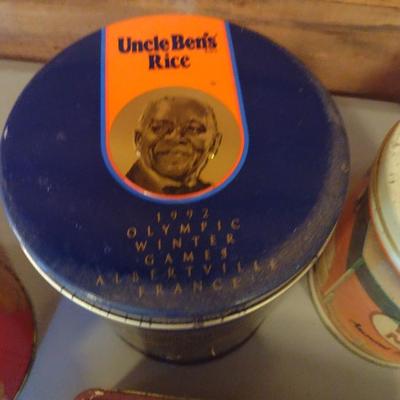 Uncle Ben's
Rice
1992
OLYMPIC
WINTER
GAMES
ALBERTVILLE
FRANCE